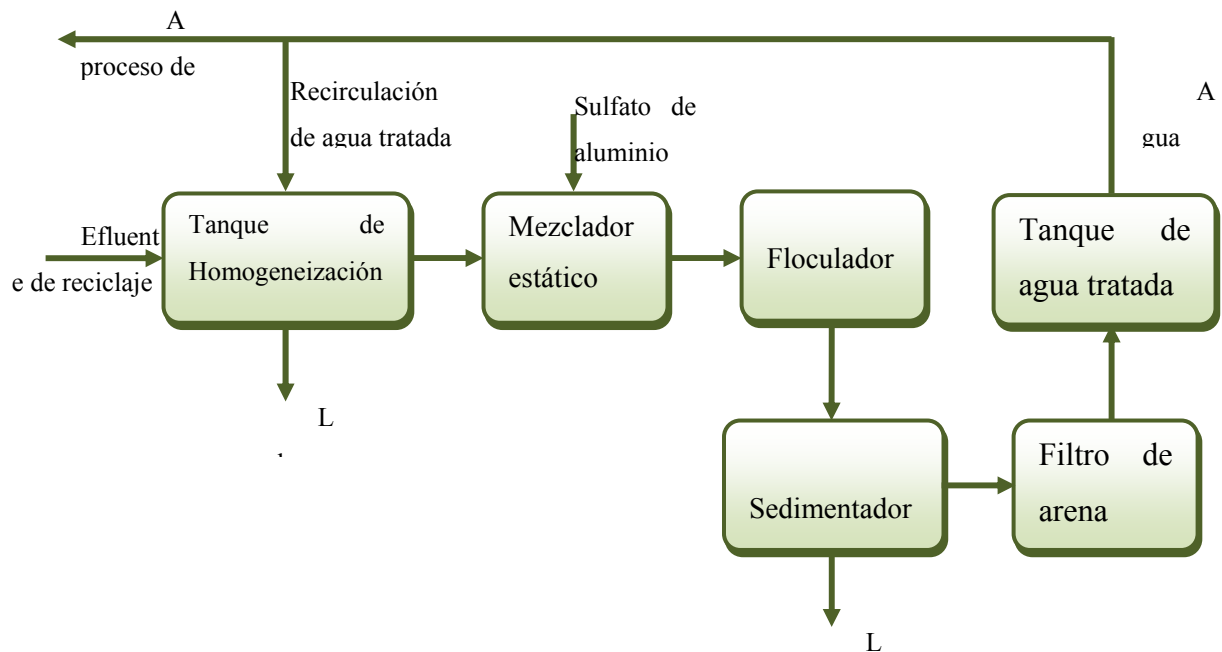 A
proceso de
Recirculación
de agua tratada
Sulfato de
aluminio
A
gua
Efluent
e de reciclaje
Tanque de
Homogeneización
Mezclador
estático
Floculador
Tanque de
agua tratada
L
Sedimentador
Filtro de
arena
L